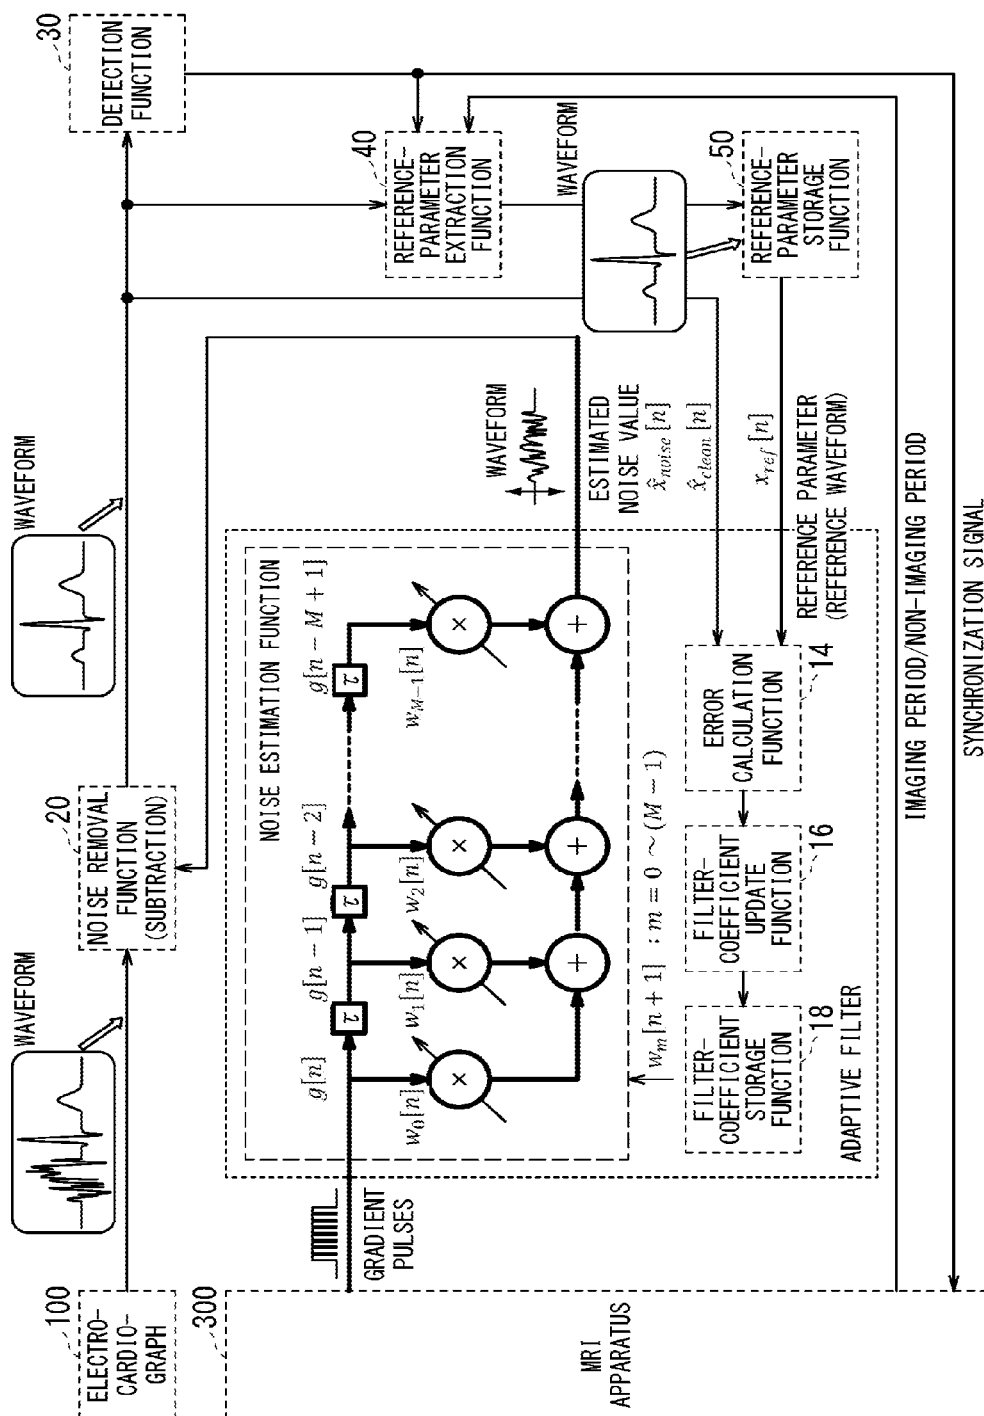 100
ELECTRO-
CARDIO-
GRAPH
WAVEFORM
20
NOISE REMOVAL
FUNCTION
(SUBTRACTION)
WAVEFORM
30
DETECTION
FUNCTION
300
MRI
APPARATUS
GRADIENT
PULSES
NOISE ESTIMATION FUNCTION
g[n]
τ
g[n − 1]
τ
g[n − 2]
τ
g[n − M + 1]
w₀[n]
×
w₁[n]
×
w₂[n]
×
w_{M−1}[n]
×
+
+
+
w_m[n + 1] : m = 0 ∼ (M − 1)
FILTER-
COEFFICIENT
STORAGE
FUNCTION
18
FILTER-
COEFFICIENT
UPDATE
FUNCTION
16
ERROR
CALCULATION
FUNCTION
14
ADAPTIVE FILTER
WAVEFORM
ESTIMATED
NOISE VALUE
x̂_{noise}[n]
x̂_{clean}[n]
x_{ref}[n]
REFERENCE PARAMETER
(REFERENCE WAVEFORM)
40
REFERENCE-
PARAMETER
EXTRACTION
FUNCTION
WAVEFORM
50
REFERENCE-
PARAMETER
STORAGE
FUNCTION
IMAGING PERIOD/NON-IMAGING PERIOD
SYNCHRONIZATION SIGNAL